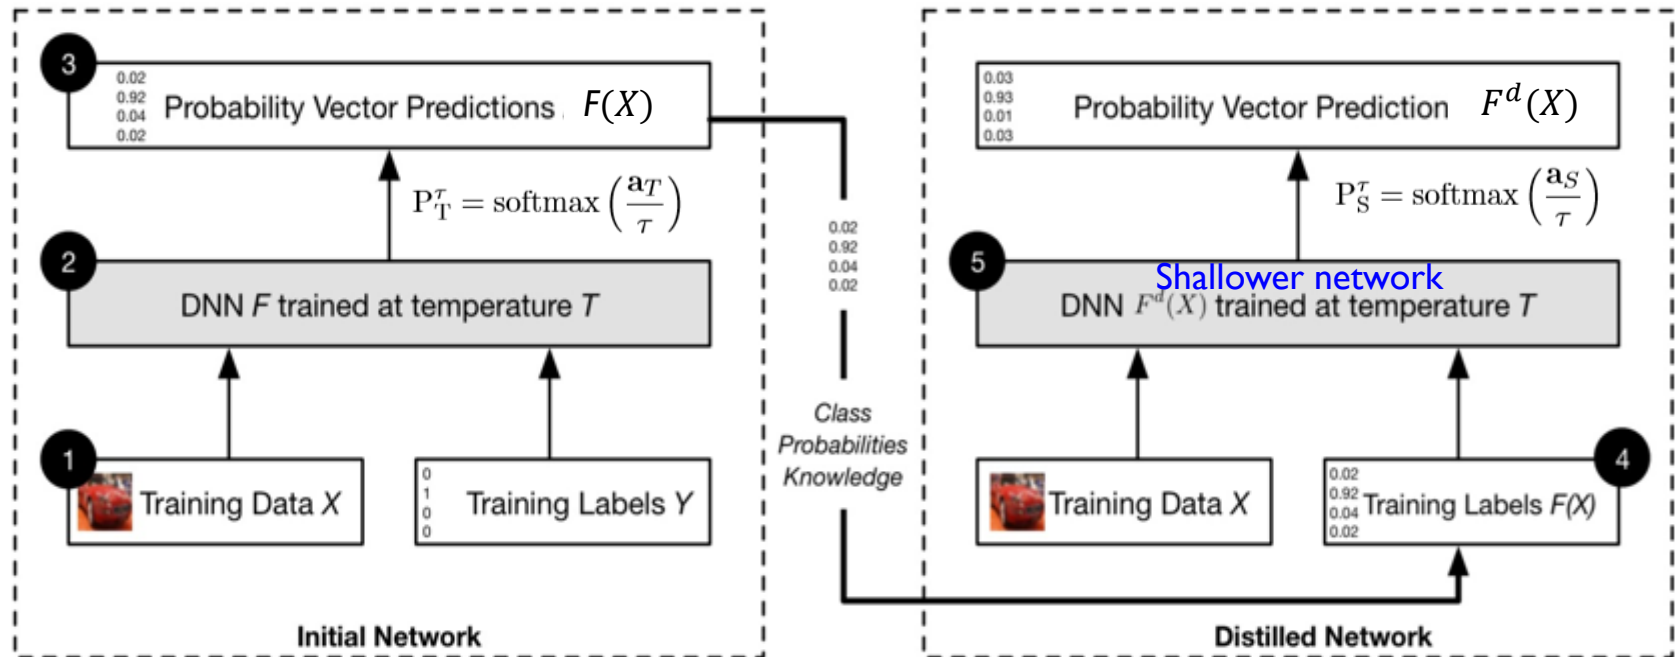 3
0.02
0.92
0.04
0.02
Probability Vector Predictions F(X)
P_T^τ = softmax (a_T / τ)
2
DNN F trained at temperature T
1
Training Data X
0
1
0
0
Training Labels Y
Initial Network
0.02
0.92
0.04
0.02
Class
Probabilities
Knowledge
0.03
0.93
0.01
0.03
Probability Vector Prediction F^d(X)
P_S^τ = softmax (a_S / τ)
5
Shallower network
DNN F^d(X) trained at temperature T
Training Data X
4
0.02
0.92
0.04
0.02
Training Labels F(X)
Distilled Network